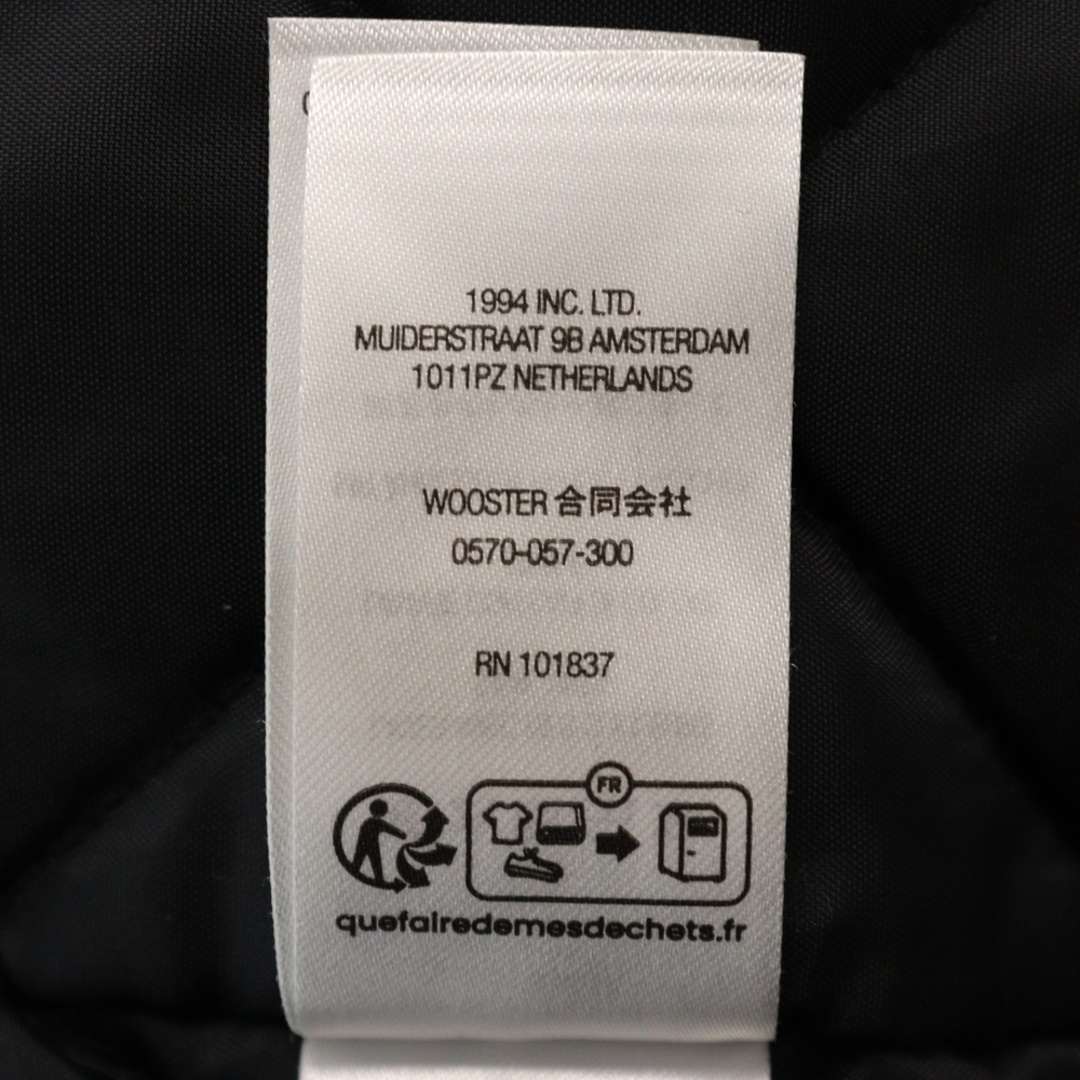 1994 INC. LTD.
MUIDERSTRAAT 9B AMSTERDAM
1011PZ NETHERLANDS
WOOSTER 合同会社
0570-057-300
RN 101837
FR
quefairedemesdechets.fr